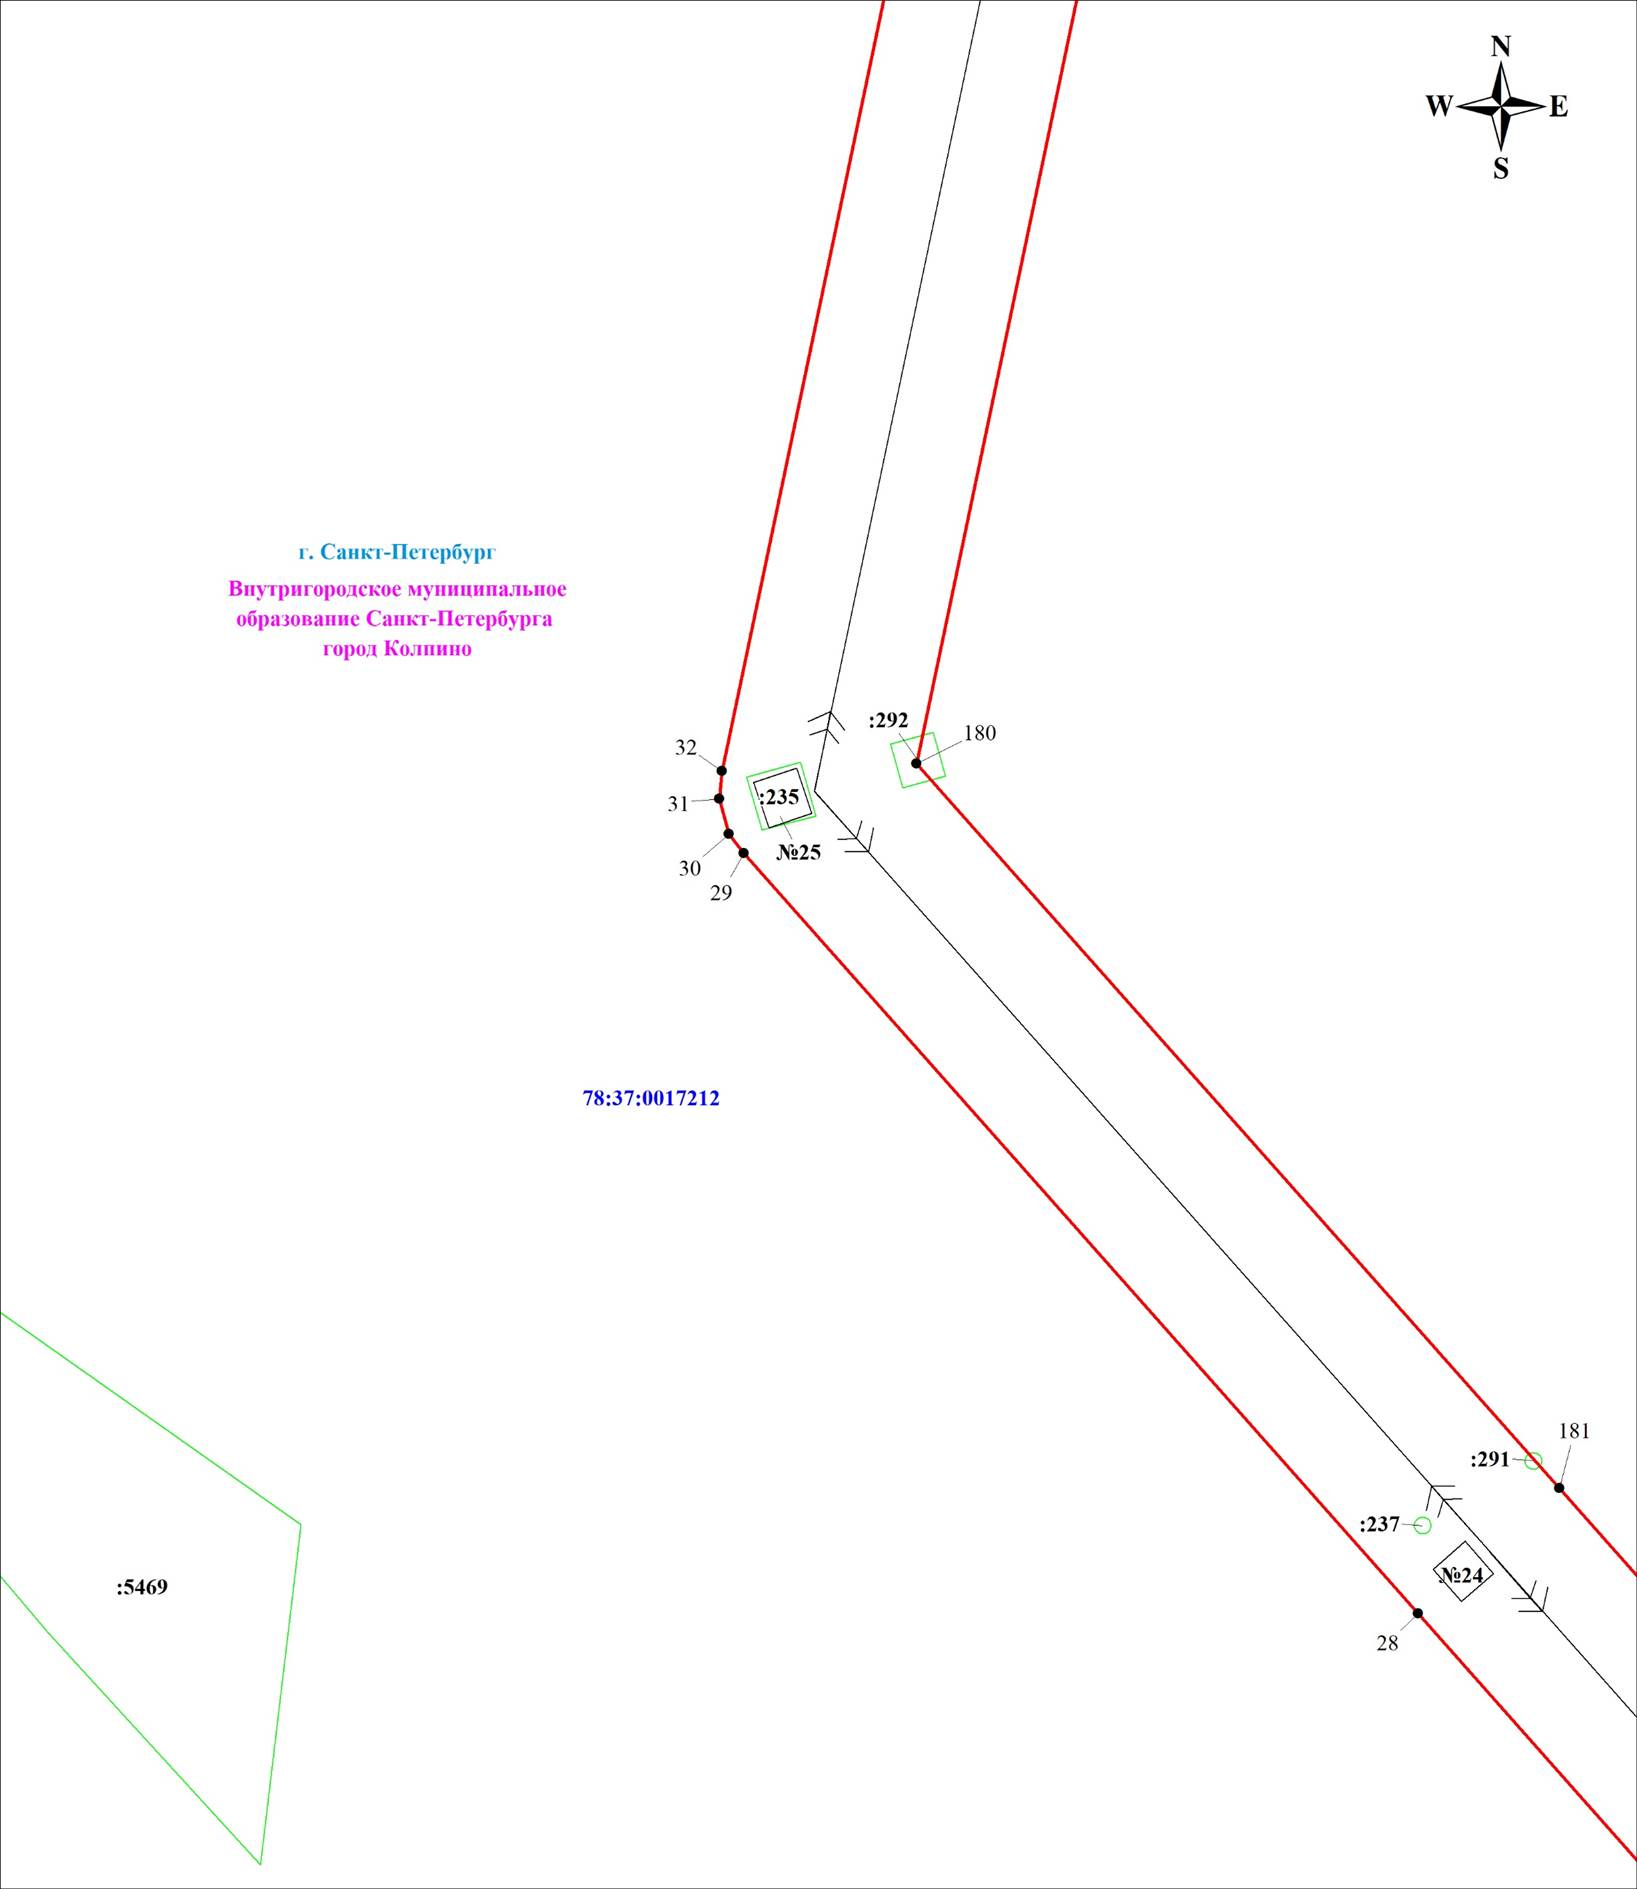 N
W
E
S
г. Санкт-Петербург
Внутригородское муниципальное
образование Санкт-Петербурга
город Колпино
:292
180
32
:235
31
№25
30
29
78:37:0017212
181
:291
:237
№24
:5469
28